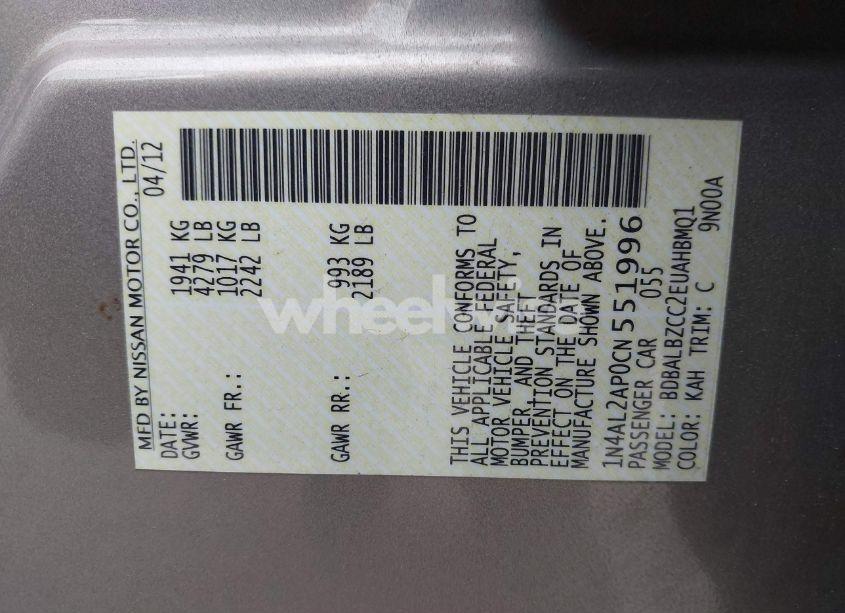 MFD BY NISSAN MOTOR CO., LTD.
DATE: 04/12
GVWR: 1941 KG
4279 LB
GAWR FR.: 1017 KG
2242 LB
GAWR RR.: 993 KG
2189 LB
THIS VEHICLE CONFORMS TO
ALL APPLICABLE FEDERAL
MOTOR VEHICLE SAFETY,
BUMPER, AND THEFT
PREVENTION STANDARDS IN
EFFECT ON THE DATE OF
MANUFACTURE SHOWN ABOVE.
1N4AL2AP0CN551996
PASSENGER CAR 055
MODEL: BDBALBZCC2EUAHBMQ1
COLOR: KAH TRIM: C 9N00A